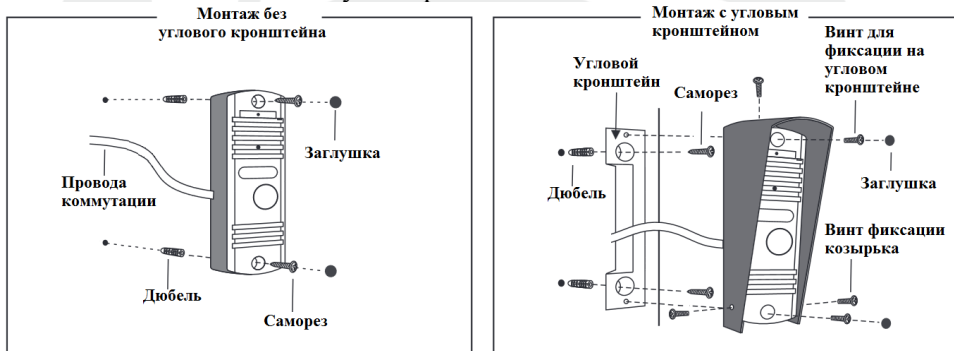 Монтаж без
углового кронштейна
Провода
коммутации
Дюбель
Заглушка
Саморез
Монтаж с угловым
кронштейном
Угловой
кронштейн
Саморез
Винт для
фиксации на
угловом
кронштейне
Дюбель
Заглушка
Винт фиксации
козырька